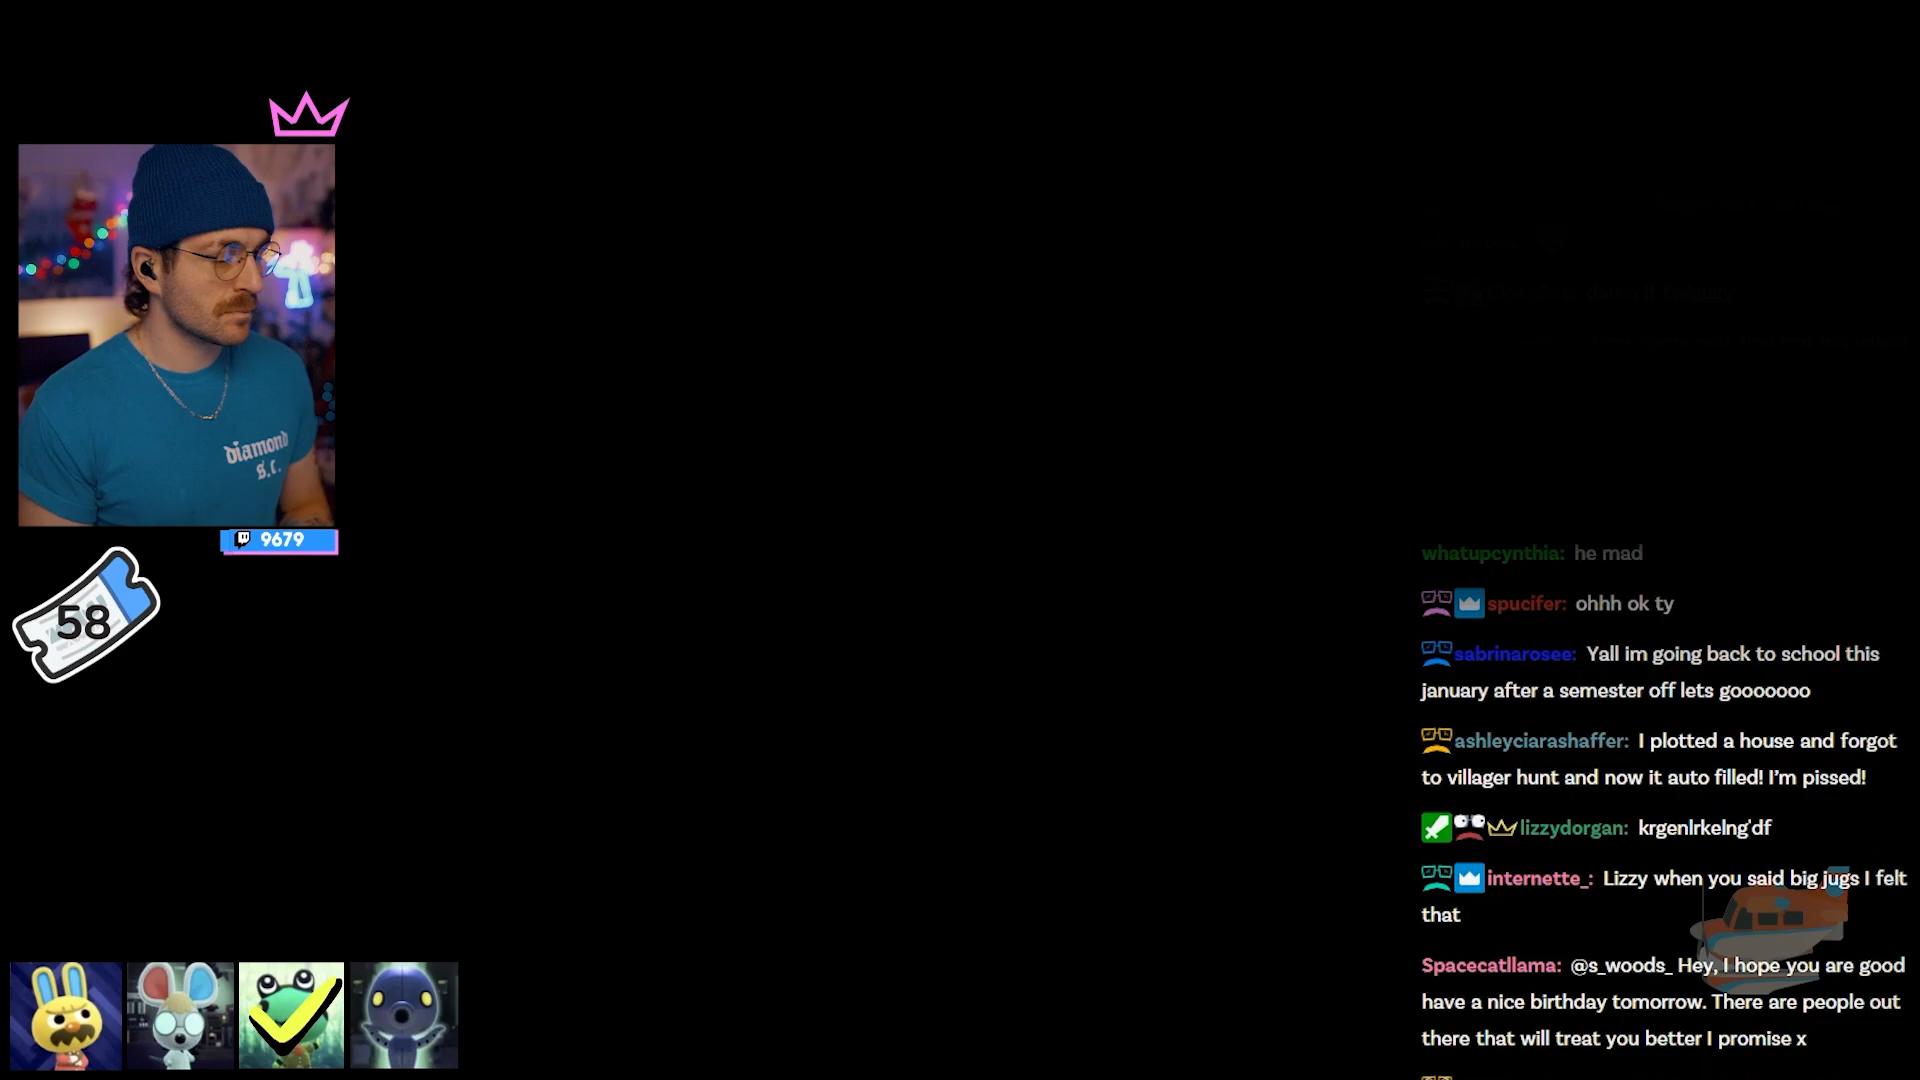 diamond
s.c.
9679
58
whatupcynthia: he mad
spucifer: ohhh ok ty
sabrinarosee: Yall im going back to school this
january after a semester off lets gooooooo
ashleyciarashaffer: I plotted a house and forgot
to villager hunt and now it auto filled! I'm pissed!
lizzydorgan: krgenlrkelng'df
internette_: Lizzy when you said big jugs I felt
that
Spacecatllama: @s_woods_ Hey, I hope you are good
have a nice birthday tomorrow. There are people out
there that will treat you better I promise x